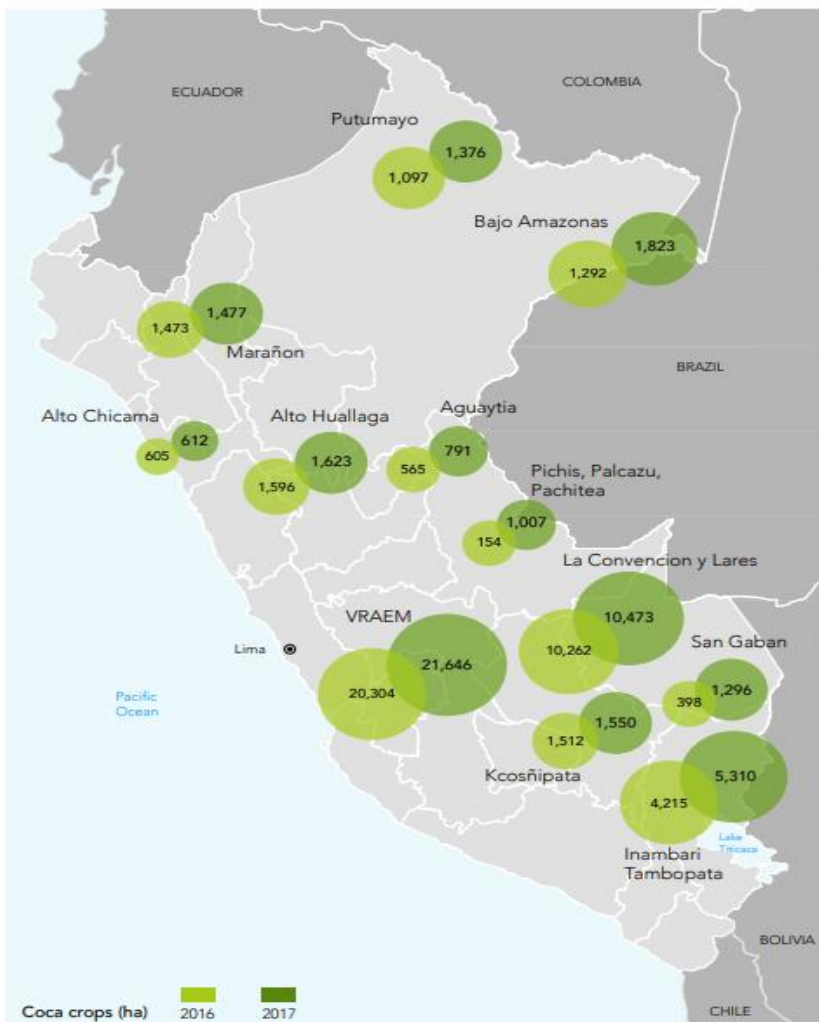 ECUADOR
COLOMBIA
Putumayo
1,376
1,097
Bajo Amazonas
1,823
1,292
1,477
1,473
Marañon
BRAZIL
Alto Chicama
612
605
Alto Huallaga
1,623
1,596
Aguaytia
791
565
Pichis, Palcazu,
Pachitea
1,007
154
La Convencion y Lares
10,473
10,262
VRAEM
21,646
20,304
Lima
San Gaban
1,296
398
Pacific
Ocean
1,550
1,512
Kcosñipata
5,310
4,215
Lake
Titicaca
Inambari
Tambopata
BOLIVIA
CHILE
Coca crops (ha)
2016
2017